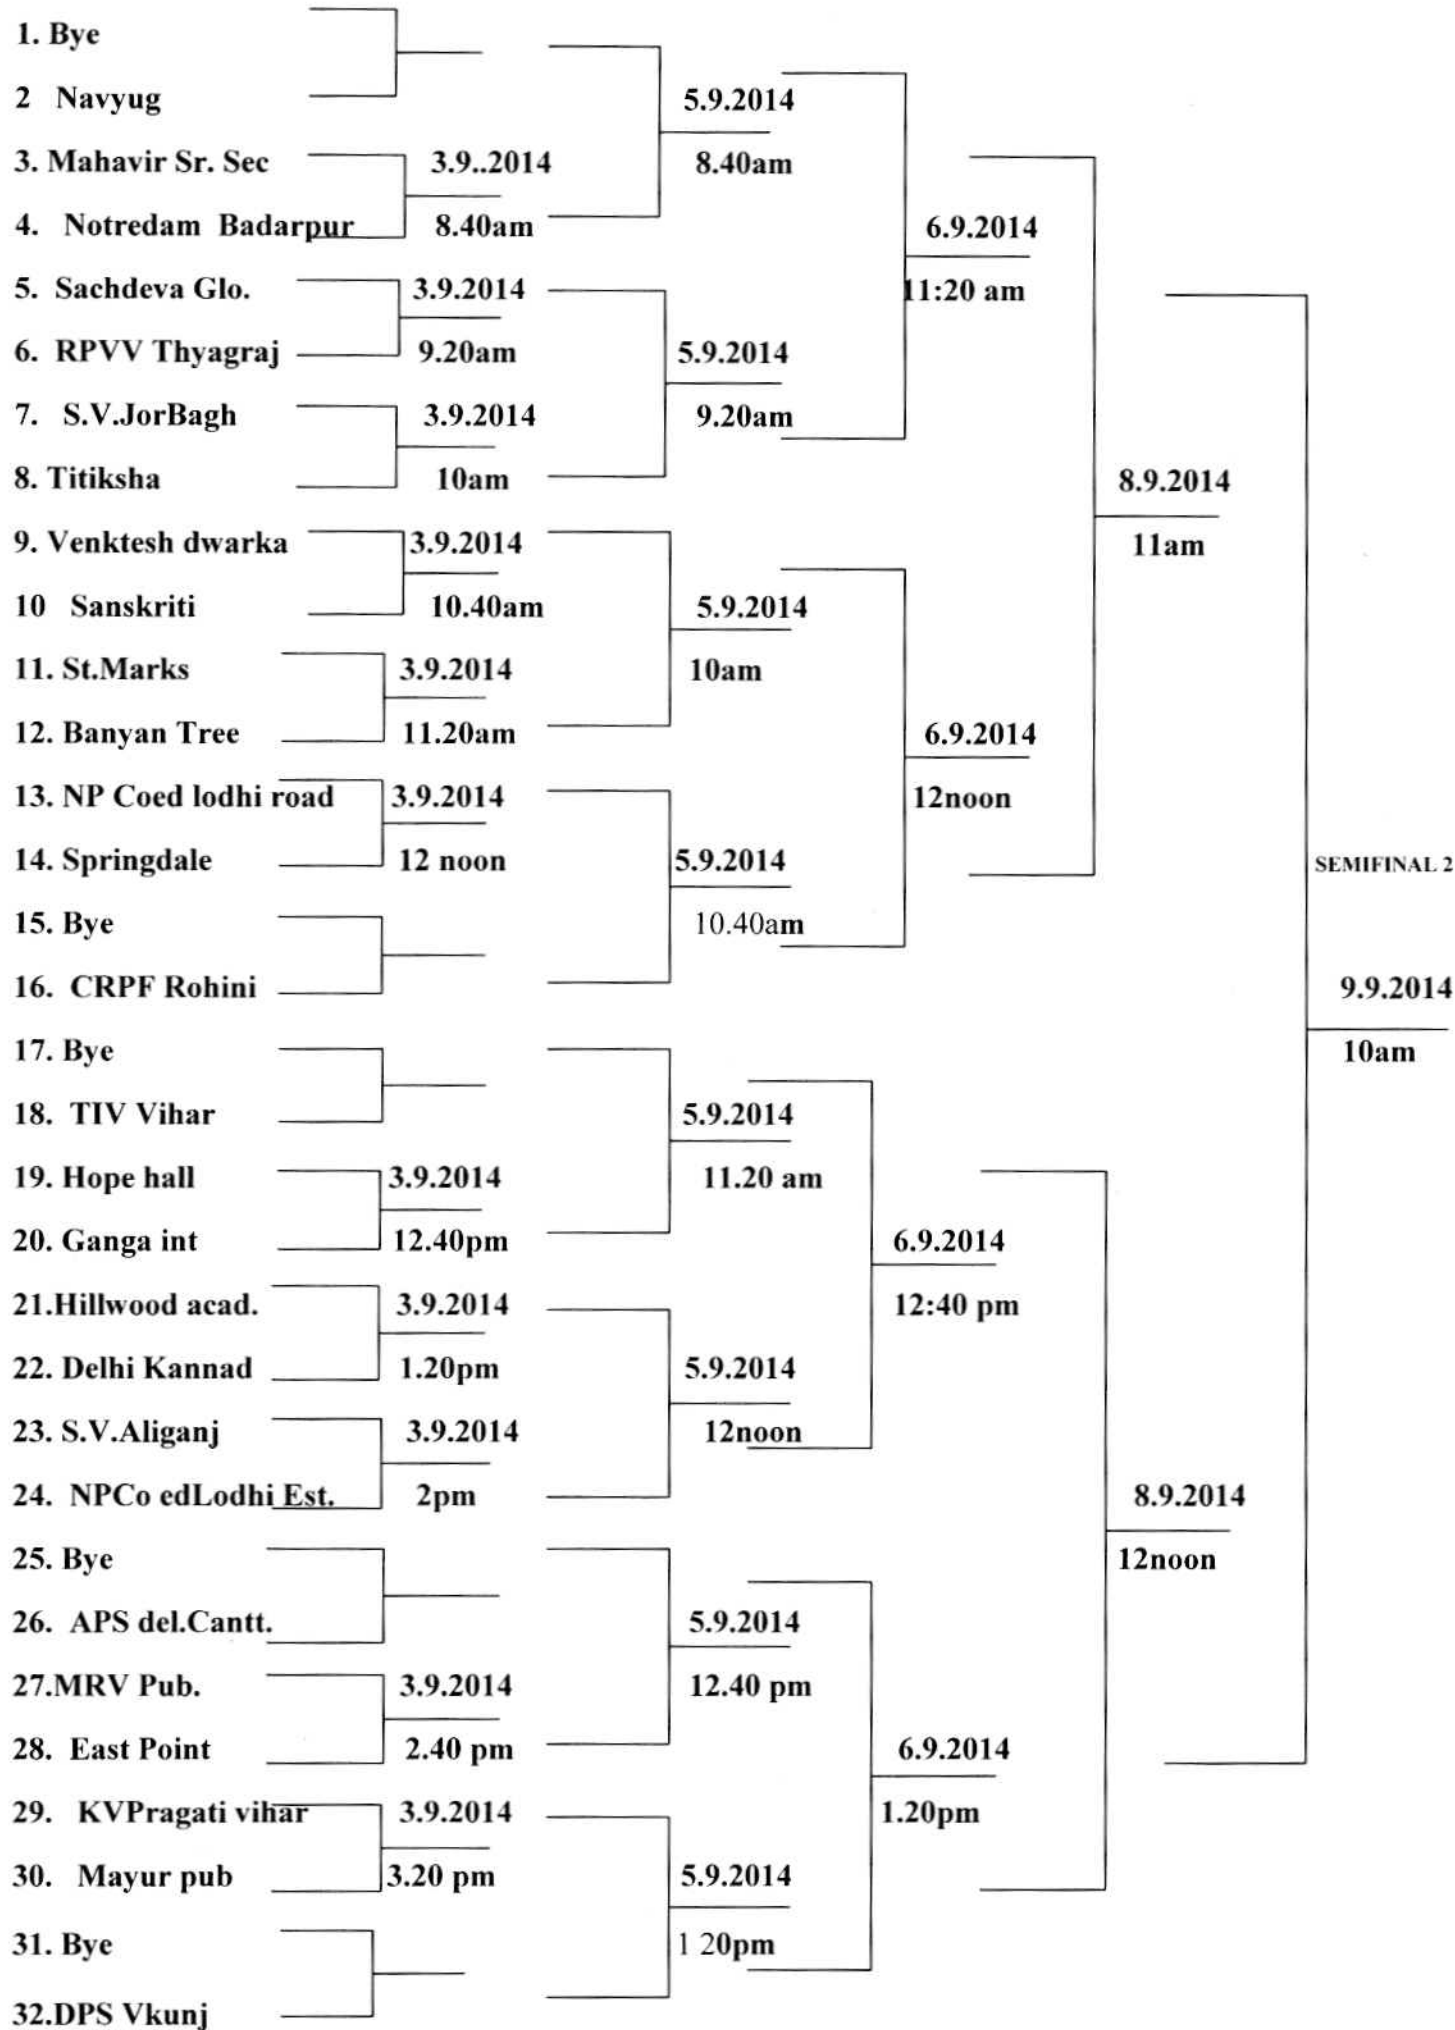 1. Bye
2 Navyug 5.9.2014
3. Mahavir Sr. Sec 3.9..2014 8.40am
4. Notredam Badarpur 8.40am 6.9.2014
5. Sachdeva Glo. 3.9.2014 11:20 am
6. RPVV Thyagraj 9.20am 5.9.2014
7. S.V.JorBagh 3.9.2014 9.20am
8. Titiksha 10am 8.9.2014
9. Venktesh dwarka 3.9.2014 11am
10 Sanskriti 10.40am 5.9.2014
11. St.Marks 3.9.2014 10am
12. Banyan Tree 11.20am 6.9.2014
13. NP Coed lodhi road 3.9.2014 12noon
14. Springdale 12 noon 5.9.2014 SEMIFINAL 2
15. Bye 10.40am
16. CRPF Rohini 9.9.2014
17. Bye 10am
18. TIV Vihar 5.9.2014
19. Hope hall 3.9.2014 11.20 am
20. Ganga int 12.40pm 6.9.2014
21.Hillwood acad. 3.9.2014 12:40 pm
22. Delhi Kannad 1.20pm 5.9.2014
23. S.V.Aliganj 3.9.2014 12noon
24. NPCo edLodhi Est. 2pm 8.9.2014
25. Bye 12noon
26. APS del.Cantt. 5.9.2014
27.MRV Pub. 3.9.2014 12.40 pm
28. East Point 2.40 pm 6.9.2014
29. KVPragati vihar 3.9.2014 1.20pm
30. Mayur pub 3.20 pm 5.9.2014
31. Bye 1 20pm
32.DPS Vkunj